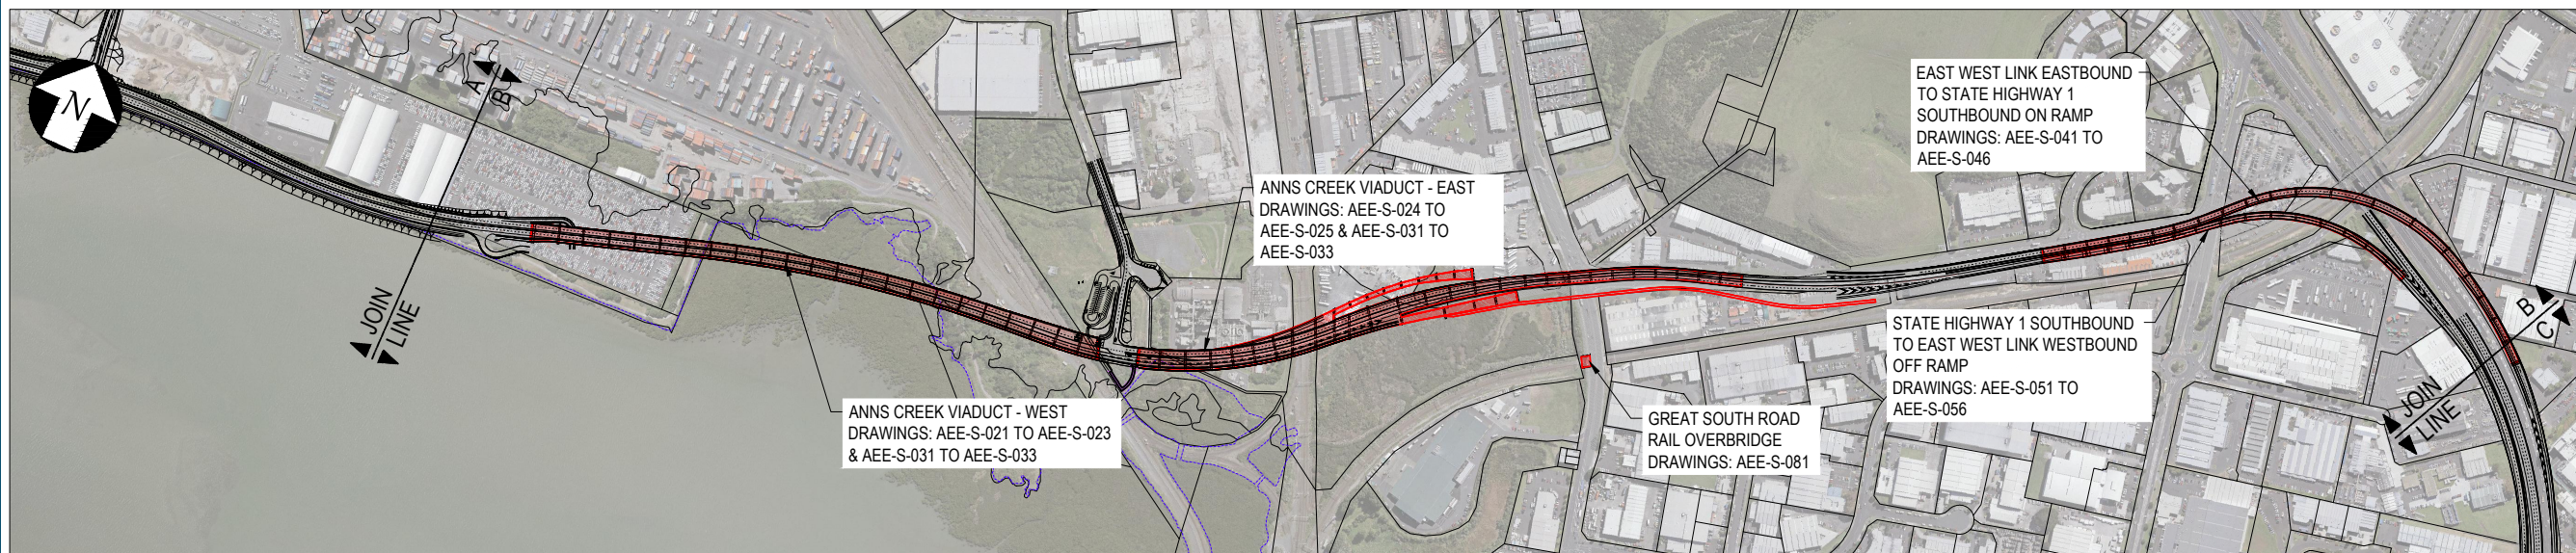 N
A
B
JOIN
LINE
ANNS CREEK VIADUCT - WEST
DRAWINGS: AEE-S-021 TO AEE-S-023
& AEE-S-031 TO AEE-S-033
ANNS CREEK VIADUCT - EAST
DRAWINGS: AEE-S-024 TO
AEE-S-025 & AEE-S-031 TO
AEE-S-033
GREAT SOUTH ROAD
RAIL OVERBRIDGE
DRAWINGS: AEE-S-081
EAST WEST LINK EASTBOUND
TO STATE HIGHWAY 1
SOUTHBOUND ON RAMP
DRAWINGS: AEE-S-041 TO
AEE-S-046
STATE HIGHWAY 1 SOUTHBOUND
TO EAST WEST LINK WESTBOUND
OFF RAMP
DRAWINGS: AEE-S-051 TO
AEE-S-056
B
C
JOIN
LINE